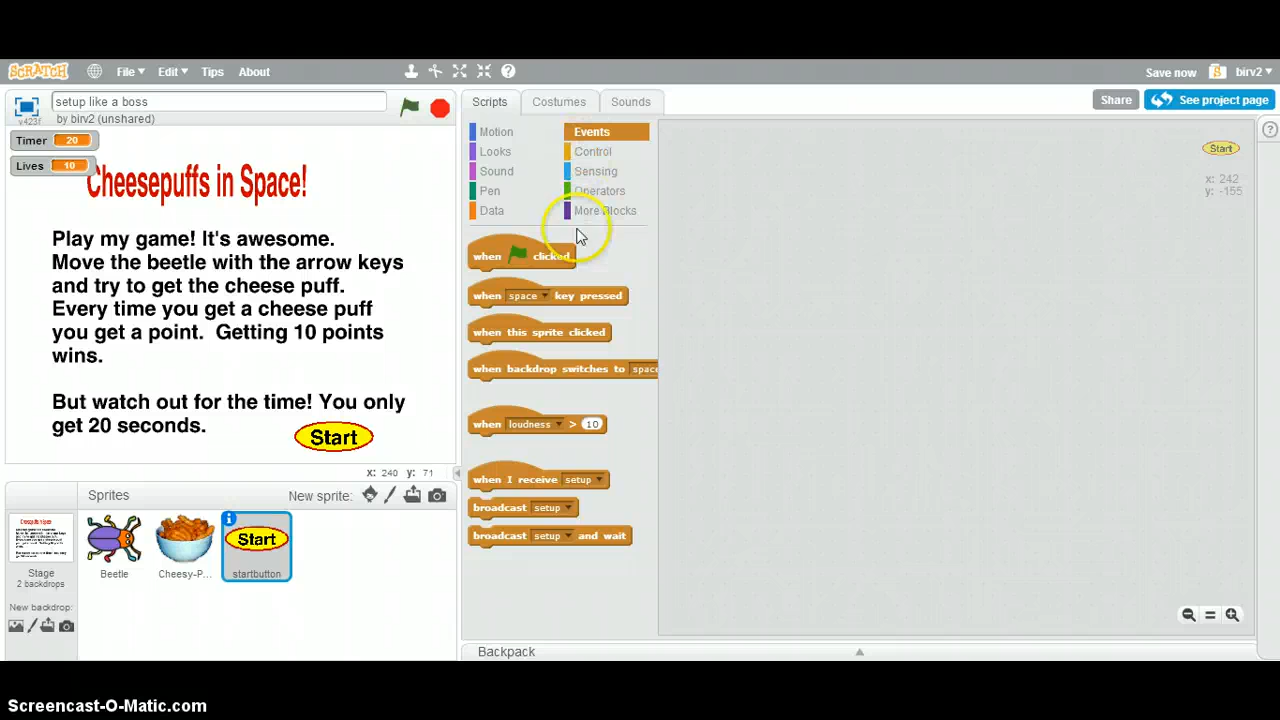 SCRATCH
File
Edit
Tips
About
Save now
birv2
setup like a boss
by birv2 (unshared)
v423f
Scripts
Costumes
Sounds
Share
See project page
Timer 20
Lives 10
Cheesepuffs in Space!
Play my game! It's awesome.
Move the beetle with the arrow keys
and try to get the cheese puff.
Every time you get a cheese puff
you get a point. Getting 10 points
wins.
But watch out for the time! You only
get 20 seconds.
Start
x: 240 y: 71
Motion
Looks
Sound
Pen
Data
Events
Control
Sensing
Operators
More Blocks
when clicked
when space key pressed
when this sprite clicked
when backdrop switches to space
when loudness > 10
when I receive setup
broadcast setup
broadcast setup and wait
Start
x: 242
y: -155
Sprites
New sprite:
Stage
2 backdrops
New backdrop:
Beetle
Cheesy-P...
Start
startbutton
Backpack
Screencast-O-Matic.com